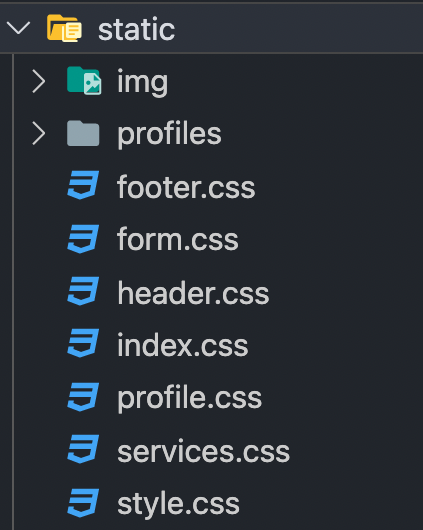 static
img
profiles
footer.css
form.css
header.css
index.css
profile.css
services.css
style.css